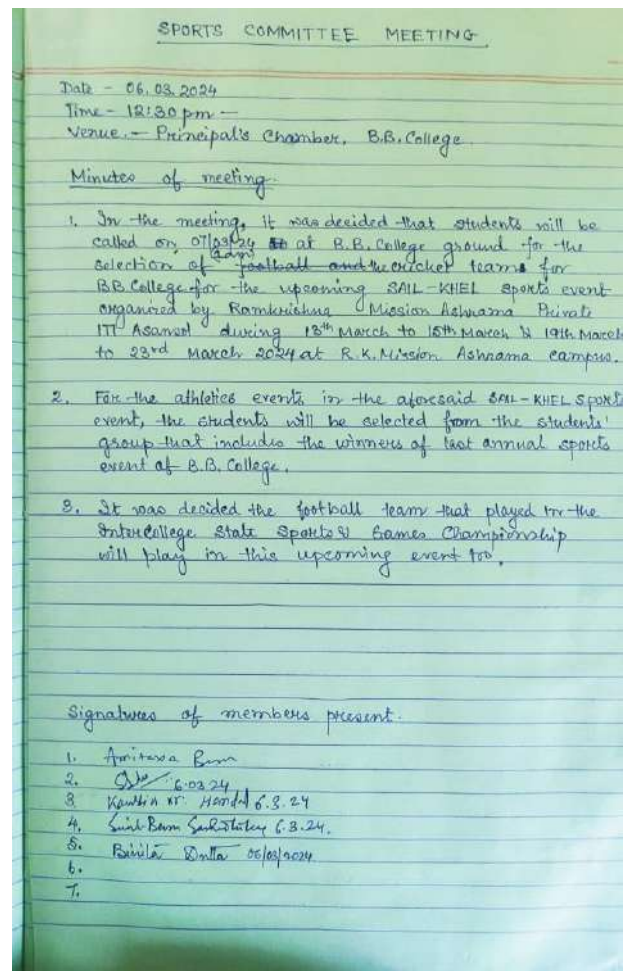 SPORTS COMMITTEE MEETING
Date - 06.03.2024
Time - 12:30 pm -
Venue. - Principal's Chamber, B.B. College
Minutes of meeting.
1. In the meeting, it was decided that students will be
called on 07/03/24 at B.B. College ground for the
selection of football and the cricket teams for
BB College for the upcoming SAIL-KHEL sports event
organized by Ramkrishna Mission Ashrama Private
ITI Asansol during 13th March to 15th March & 19th March
to 23rd March 2024 at R.K. Mission Ashrama campus.
2. For the athletics events in the aforesaid SAIL-KHEL sports
event, the students will be selected from the students'
group that includes the winners of last annual sports
event of B.B. College.
3. It was decided the football team that played in the
Intercollege State Sports & Games Championship
will play in this upcoming event too.
Signatures of members present.
1.
2. 6.03.24
3. 6.3.24
4. 6.3.24.
5. Dutta 06/03/2024
6.
7.